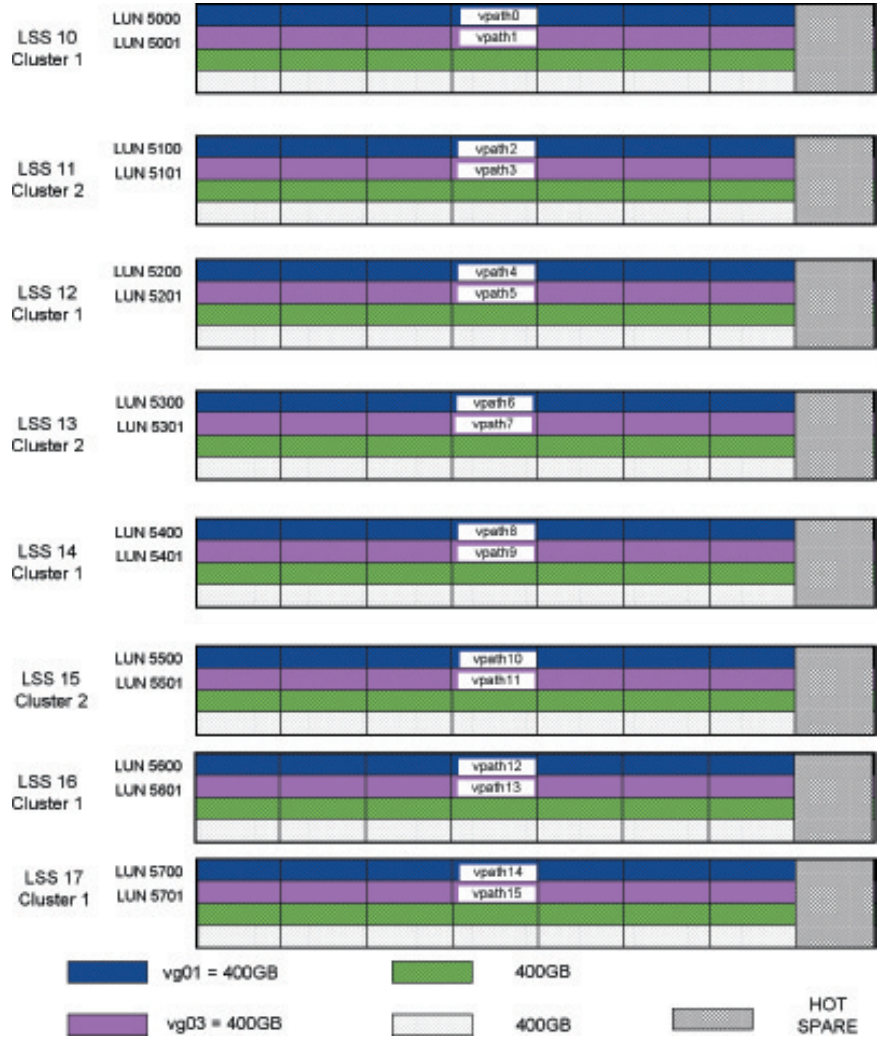 LUN 5000
vpath0
LSS 10
LUN 5001
vpath1
Cluster 1
LUN 5100
vpath2
LSS 11
LUN 5101
vpath3
Cluster 2
LUN 5200
vpath4
LSS 12
LUN 5201
vpath5
Cluster 1
LUN 5300
vpath6
LSS 13
LUN 5301
vpath7
Cluster 2
LUN 5400
vpath8
LSS 14
LUN 5401
vpath9
Cluster 1
LUN 5500
vpath10
LSS 15
LUN 5501
vpath11
Cluster 2
LUN 5600
vpath12
LSS 16
LUN 5601
vpath13
Cluster 1
LUN 5700
vpath14
LSS 17
LUN 5701
vpath15
Cluster 1
vg01 = 400GB
400GB
vg03 = 400GB
400GB
HOT
SPARE